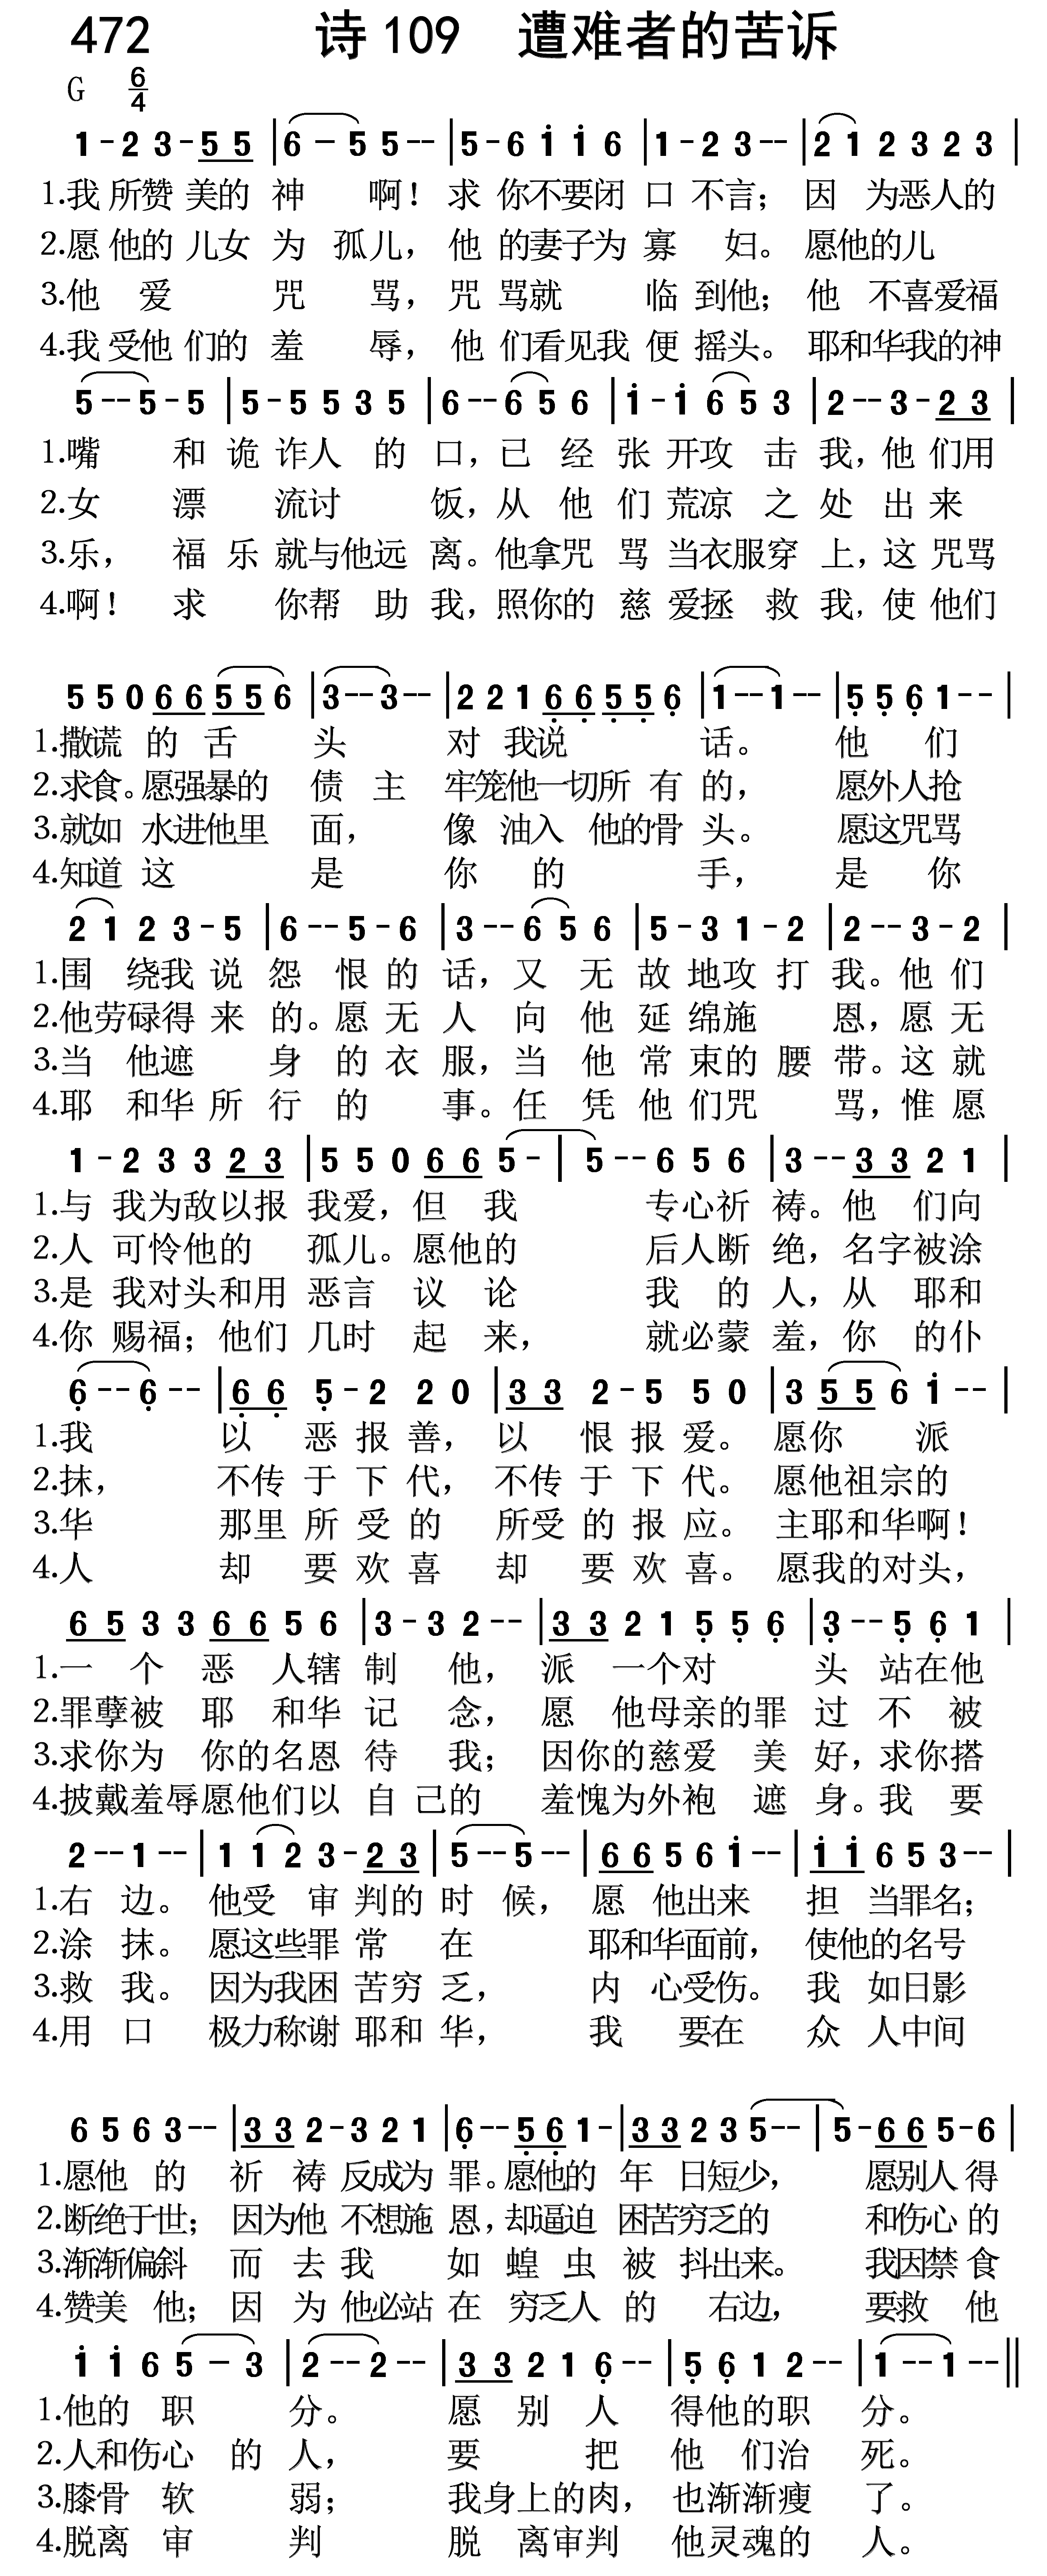 472 诗 109 遭难者的苦诉
G 6/4
1 - 2 3 - 5 5 | 6 - 5 5 - - | 5 - 6 i i 6 | 1 - 2 3 - - | 2 1 2 3 2 3 |
1.我 所赞 美的 神 啊！求 你不要闭 口 不言；因 为恶人的
2.愿 他的 儿女 为 孤儿，他 的妻子为 寡 妇。愿他的儿
3.他 爱 咒 骂，咒 骂就 临 到他；他 不喜爱福
4.我 受他 们的 羞 辱，他 们看见我 便 摇头。耶和华我的神
5 - - 5 - 5 | 5 - 5 5 3 5 | 6 - - 6 5 6 | i - i 6 5 3 | 2 - - 3 - 2 3 |
1.嘴 和 诡 诈人 的 口，已 经 张 开攻 击 我，他 们用
2.女 漂 流讨 饭，从 他 们 荒凉 之 处 出 来
3.乐， 福 乐 就与他远 离。他拿咒 骂 当衣服穿 上，这 咒骂
4.啊！ 求 你帮 助 我，照你的 慈 爱拯 救 我，使 他们
5 5 0 6 6 5 5 6 | 3 - - 3 - - | 2 2 1 6 6 5 5 6 | 1 - - 1 - - | 5 5 6 1 - - |
1.撒谎 的 舌 头 对 我说 话。 他 们
2.求食。愿强暴的 债 主 牢笼他一切所 有 的， 愿外人抢
3.就如 水进他里 面， 像 油入 他的骨 头。 愿这咒骂
4.知道 这 是 你 的 手， 是 你
2 1 2 3 - 5 | 6 - - 5 - 6 | 3 - - 6 5 6 | 5 - 3 1 - 2 | 2 - - 3 - 2 |
1.围 绕我 说 怨 恨 的 话，又 无 故 地攻 打 我。他 们
2.他劳碌得 来 的。愿 无 人 向 他 延 绵施 恩，愿 无
3.当 他遮 身 的 衣 服，当 他 常 束的 腰 带。这 就
4.耶 和华 所 行 的 事。任 凭 他 们咒 骂，惟 愿
1 - 2 3 3 2 3 | 5 5 0 6 6 5 - | 5 - - 6 5 6 | 3 - - 3 3 2 1 |
1.与 我为敌以报 我爱，但 我 专心祈 祷。他 们向
2.人 可怜他的 孤儿。愿他的 后人断 绝，名字被涂
3.是 我对头和用 恶言 议 论 我 的 人，从 耶和
4.你 赐福；他们 几时 起 来， 就必蒙 羞，你 的仆
6 - - 6 - - | 6 6 5 - 2 2 0 | 3 3 2 - 5 5 0 | 3 5 5 6 i - - |
1.我 以 恶 报 善， 以 恨 报 爱。 愿你 派
2.抹， 不传 于 下 代， 不传 于 下 代。 愿他祖宗的
3.华 那里 所 受 的 所受 的 报 应。 主耶和华啊！
4.人 却 要 欢 喜 却 要 欢 喜。 愿我的对头，
6 5 3 3 6 6 5 6 | 3 - 3 2 - - | 3 3 2 1 5 5 6 | 3 - - 5 6 1 |
1.一 个 恶 人辖 制 他， 派 一个对 头 站在他
2.罪孽被 耶 和华 记 念， 愿 他母亲的罪 过 不 被
3.求你为 你的名恩 待 我； 因你的慈爱 美 好，求你搭
4.披戴羞辱愿他们以 自 己的 羞愧为外袍 遮 身。我 要
2 - - 1 - - | 1 1 2 3 - 2 3 | 5 - - 5 - - | 6 6 5 6 i - - | i i 6 5 3 - - |
1.右 边。 他受 审 判的 时 候， 愿 他出来 担 当罪名；
2.涂 抹。 愿这些罪 常 在 耶和华面前， 使他的名号
3.救 我。 因为我困 苦穷 乏， 内 心受伤。 我 如日影
4.用 口 极力称谢 耶和 华， 我 要在 众 人中间
6 5 6 3 - - | 3 3 2 - 3 2 1 | 6 - - 5 6 1 - | 3 3 2 3 5 - - | 5 - 6 6 5 - 6 |
1.愿他 的 祈 祷 反成为 罪。愿他的 年 日短少， 愿别人 得
2.断绝于世；因为他 不想施 恩，却逼迫 困苦穷乏的 和伤心 的
3.渐渐偏斜 而 去 我 如 蝗 虫 被 抖出来。 我因禁 食
4.赞美 他；因 为 他必站 在 穷乏人 的 右边， 要救 他
i i 6 5 - 3 | 2 - - 2 - - | 3 3 2 1 6 - - | 5 6 1 2 - - | 1 - - 1 - - ||
1.他的 职 分。 愿 别 人 得他的职 分。
2.人和伤心 的 人， 要 把 他 们治 死。
3.膝骨 软 弱； 我身上的肉， 也渐渐瘦 了。
4.脱离 审 判 脱 离审判 他灵魂的 人。